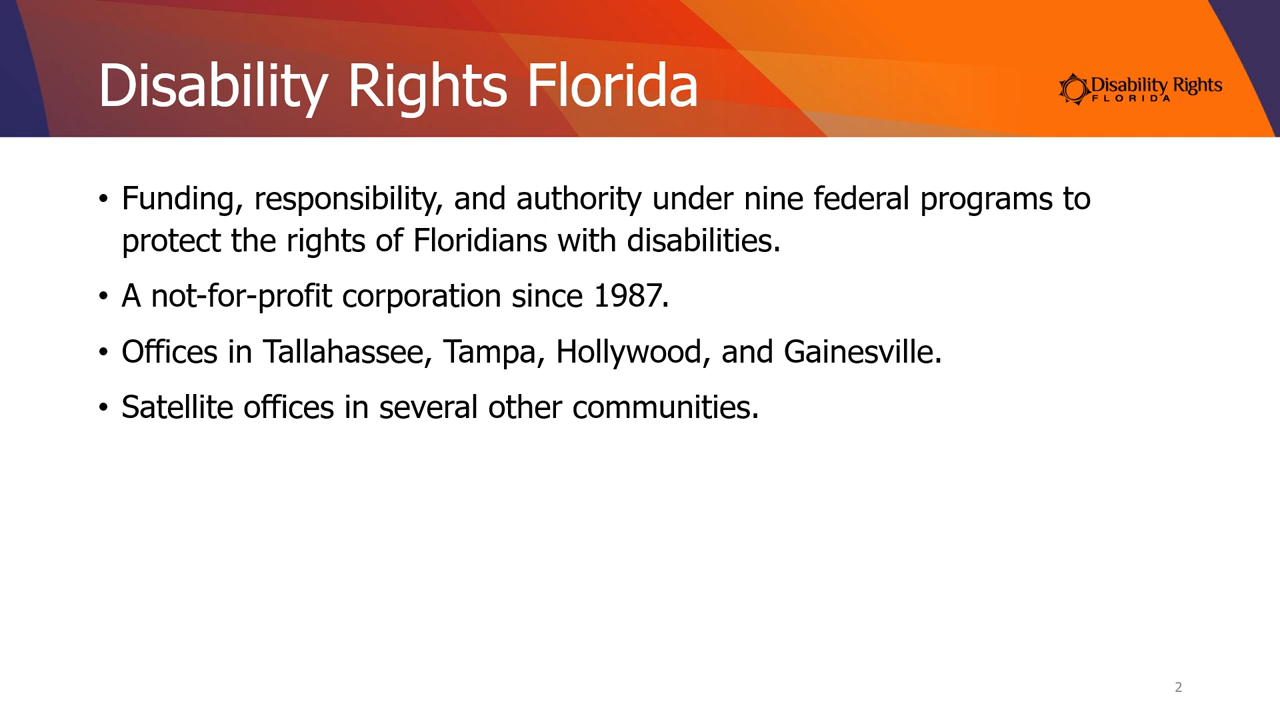 Disability Rights Florida
Disability Rights
FLORIDA
• Funding, responsibility, and authority under nine federal programs to
protect the rights of Floridians with disabilities.
• A not-for-profit corporation since 1987.
• Offices in Tallahassee, Tampa, Hollywood, and Gainesville.
• Satellite offices in several other communities.
2